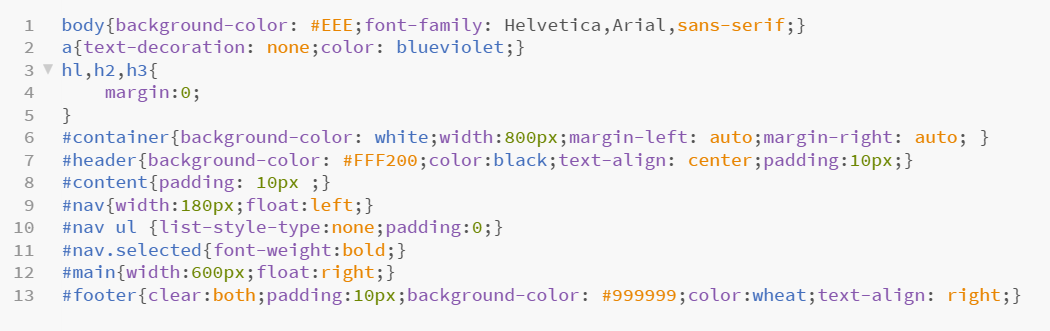 1 body{background-color: #EEE;font-family: Helvetica,Arial,sans-serif;}
2 a{text-decoration: none;color: blueviolet;}
3 hl,h2,h3{
4 margin:0;
5 }
6 #container{background-color: white;width:800px;margin-left: auto;margin-right: auto; }
7 #header{background-color: #FFF200;color:black;text-align: center;padding:10px;}
8 #content{padding: 10px ;}
9 #nav{width:180px;float:left;}
10 #nav ul {list-style-type:none;padding:0;}
11 #nav.selected{font-weight:bold;}
12 #main{width:600px;float:right;}
13 #footer{clear:both;padding:10px;background-color: #999999;color:wheat;text-align: right;}